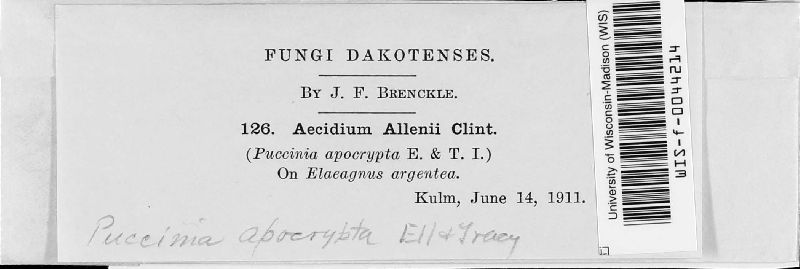 FUNGI DAKOTENSES.
BY J. F. BRENCKLE.
126. Aecidium Allenii Clint.
(Puccinia apocrypta E. & T. I.)
On Elaeagnus argentea.
Kulm, June 14, 1911.
Puccinia apocrypta Ell & Tracy
University of Wisconsin-Madison (WIS)
WIS-f-0044214